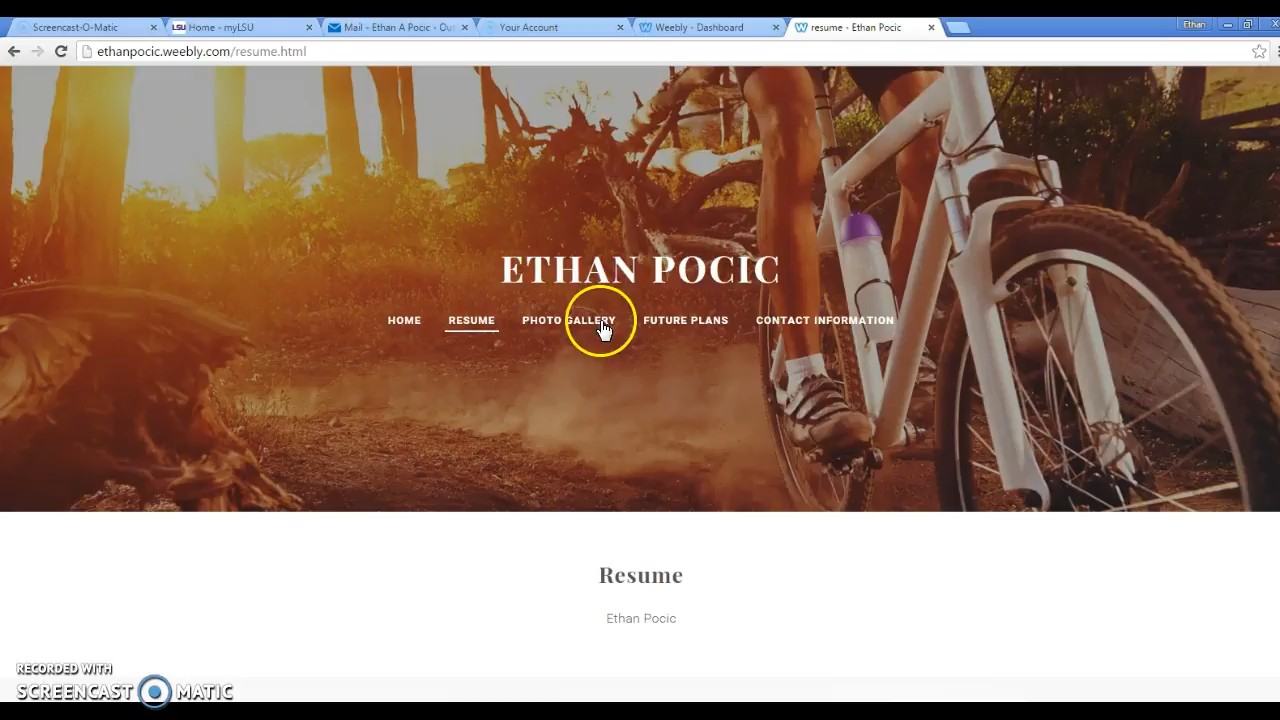 Screencast-O-Matic
LSU Home - myLSU
Mail - Ethan A Pocic - Out
Your Account
Weebly - Dashboard
resume - Ethan Pocic
Ethan
ethanpocic.weebly.com/resume.html
ETHAN POCIC
HOME RESUME PHOTO GALLERY FUTURE PLANS CONTACT INFORMATION
Resume
Ethan Pocic
RECORDED WITH
SCREENCAST MATIC